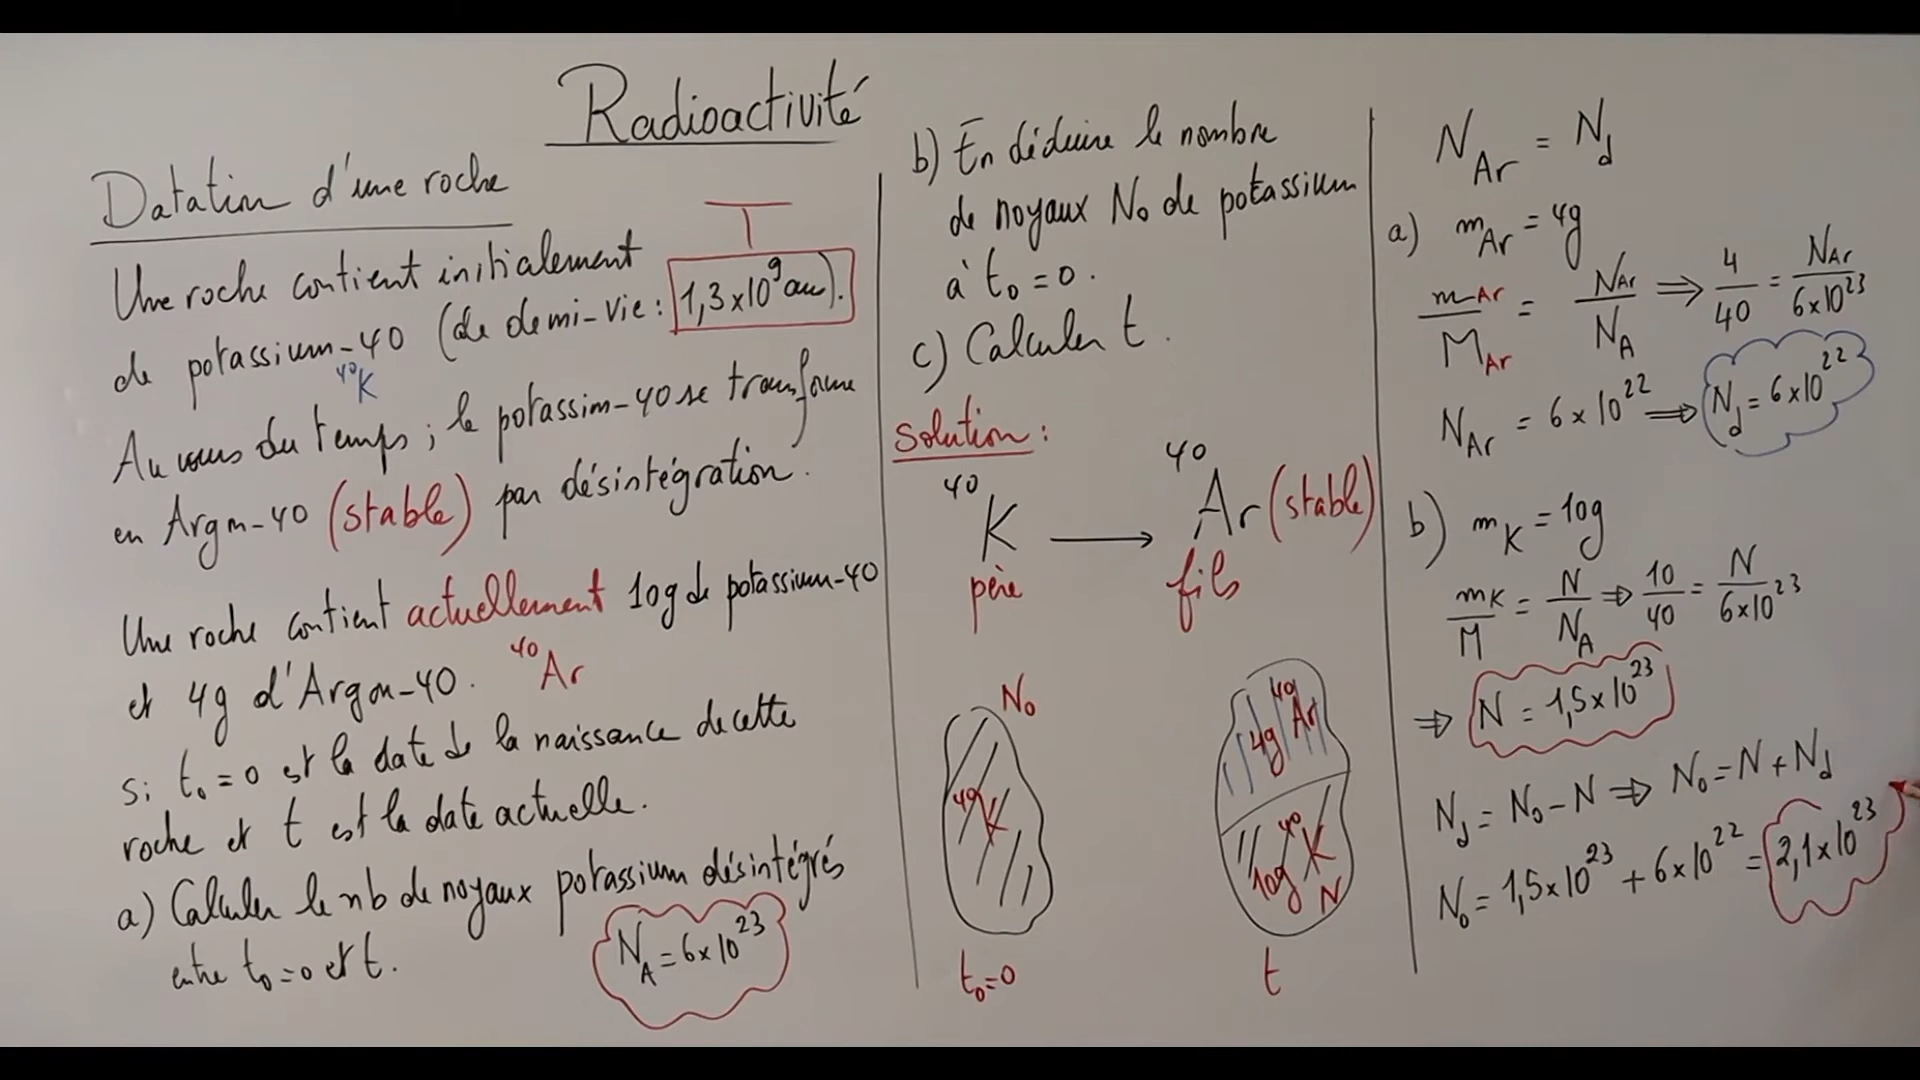 Radioactivité
Datation d'une roche
Une roche contient initialement
de potassium-40 (de demi-vie : 1,3x10⁹ans).
T
⁴⁰K
Au cours du temps ; le potassim-40 se transforme
en Argon-40 (stable) par désintégration.
Une roche contient actuellement 10g de potassium-40
et 4g d'Argon-40.
⁴⁰Ar
si t₀ = 0 est la date de la naissance de cette
roche et t est la date actuelle.
a) Calculer le nb de noyaux potassium désintégrés
entre t₀ = 0 et t.
N_A = 6x10²³
b) En déduire le nombre
de noyaux N₀ de potassium
à t₀ = 0.
c) Calculer t.
Solution :
⁴⁰K → ⁴⁰Ar (stable)
père fils
N₀
⁴⁰K
t₀=0
4g ⁴⁰Ar
10g ⁴⁰K
N
t
N_Ar = N_d
a) m_Ar = 4g
m_Ar/M_Ar = N_Ar/N_A ⇒ 4/40 = N_Ar/6x10²³
N_Ar = 6x10²² ⇒ N_d = 6x10²²
b) m_K = 10g
m_K/M = N/N_A ⇒ 10/40 = N/6x10²³
⇒ N = 1,5x10²³
N_d = N₀ - N ⇒ N₀ = N + N_d
N₀ = 1,5x10²³ + 6x10²² = 2,1x10²³